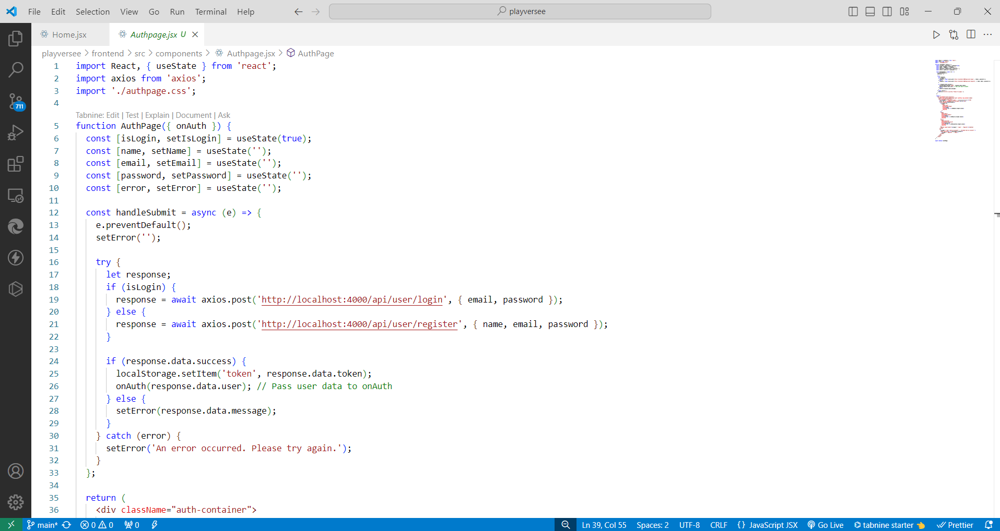 File Edit Selection View Go Run Terminal Help playversee
Home.jsx Authpage.jsx U
playversee > frontend > src > components > Authpage.jsx > AuthPage
1 import React, { useState } from 'react';
2 import axios from 'axios';
3 import './authpage.css';
4
Tabnine: Edit | Test | Explain | Document | Ask
5 function AuthPage({ onAuth }) {
6 const [isLogin, setIsLogin] = useState(true);
7 const [name, setName] = useState('');
8 const [email, setEmail] = useState('');
9 const [password, setPassword] = useState('');
10 const [error, setError] = useState('');
11
12 const handleSubmit = async (e) => {
13 e.preventDefault();
14 setError('');
15
16 try {
17 let response;
18 if (isLogin) {
19 response = await axios.post('http://localhost:4000/api/user/login', { email, password });
20 } else {
21 response = await axios.post('http://localhost:4000/api/user/register', { name, email, password });
22 }
23
24 if (response.data.success) {
25 localStorage.setItem('token', response.data.token);
26 onAuth(response.data.user); // Pass user data to onAuth
27 } else {
28 setError(response.data.message);
29 }
30 } catch (error) {
31 setError('An error occurred. Please try again.');
32 }
33 };
34
35 return (
36 <div className="auth-container">
711
main* 0 0 0 Ln 39, Col 55 Spaces: 2 UTF-8 CRLF {} JavaScript JSX Go Live tabnine starter Prettier